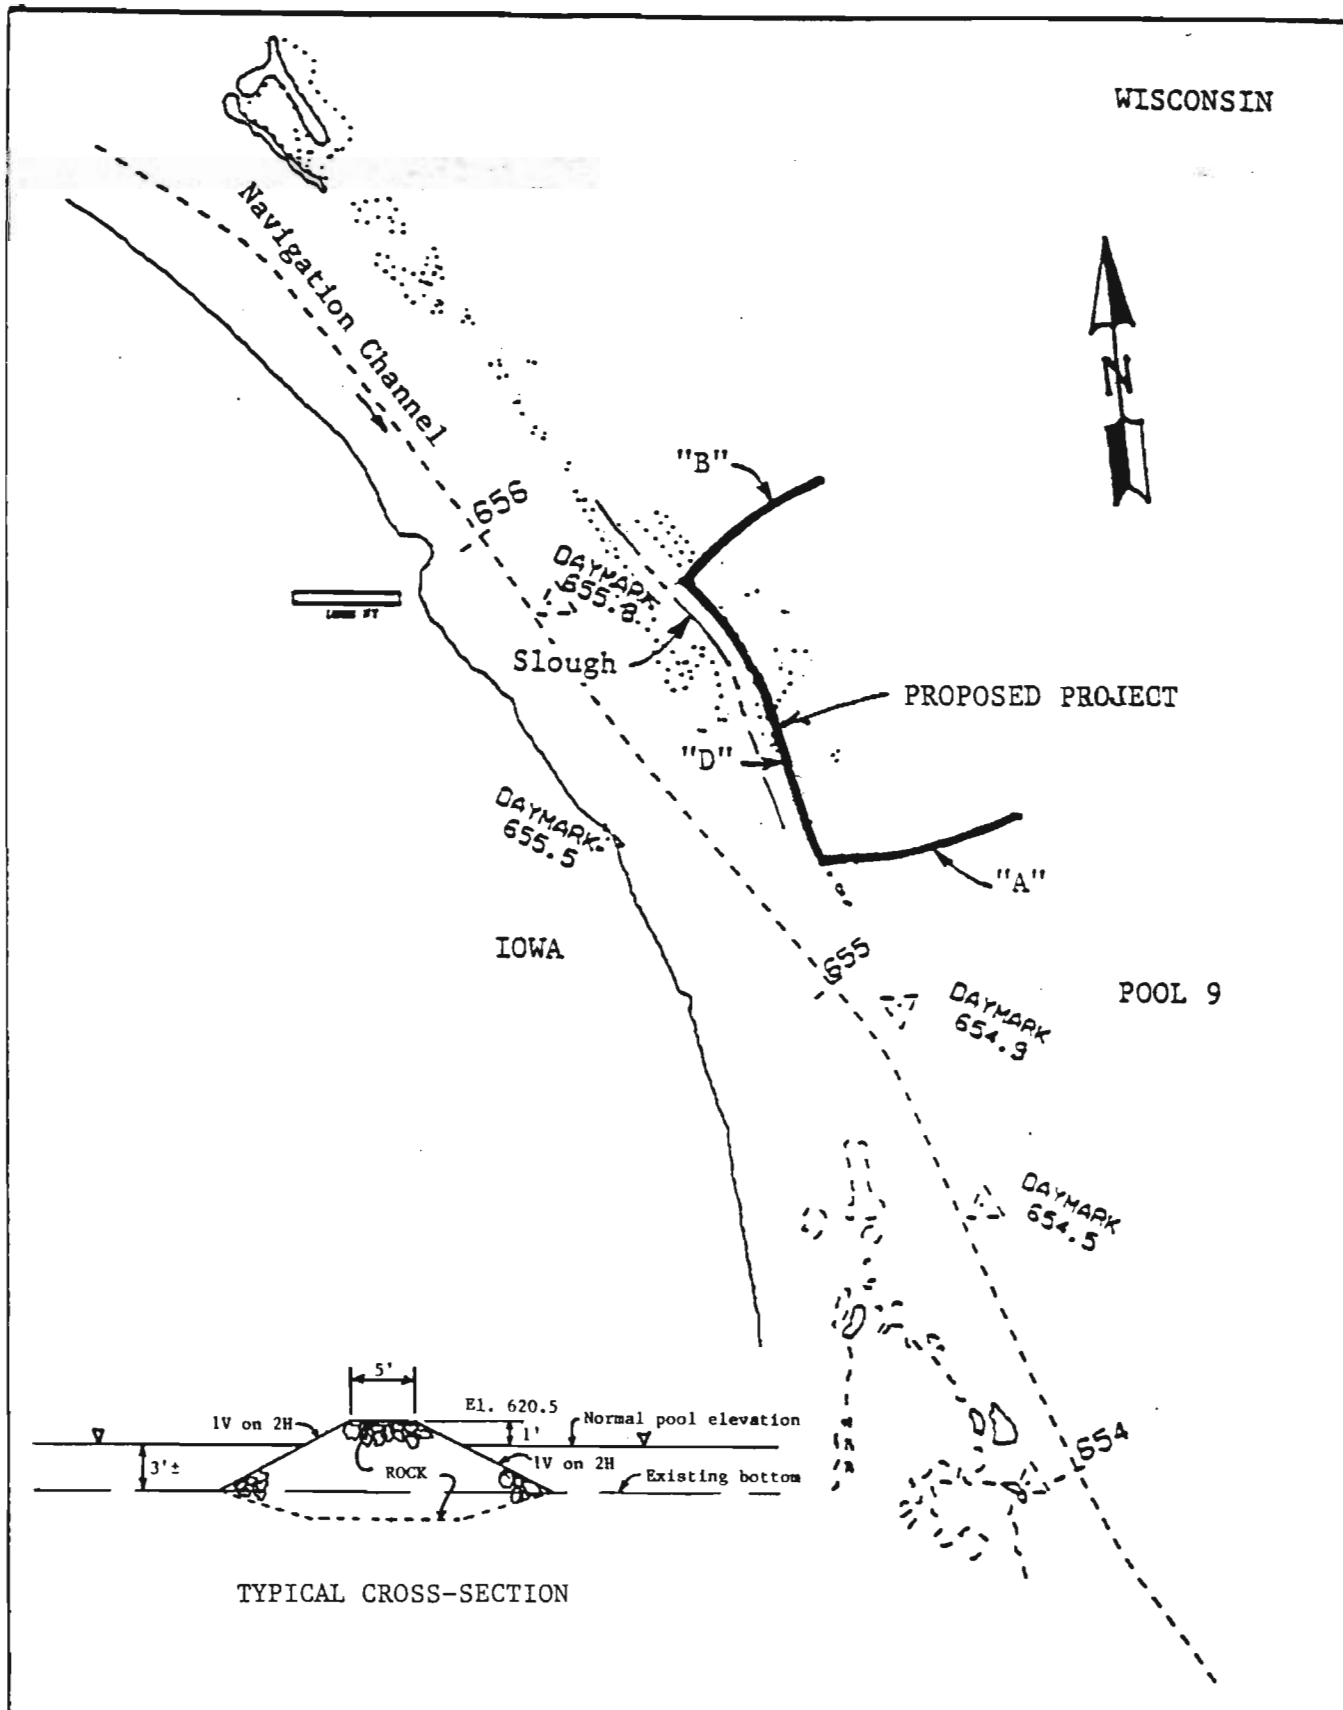 WISCONSIN
Navigation Channel
N
"B"
656
DAYMARK
655.8
Slough
PROPOSED PROJECT
"D"
DAYMARK
655.5
"A"
IOWA
655
DAYMARK
654.9
POOL 9
DAYMARK
654.5
654
5'
El. 620.5
1V on 2H
1'
Normal pool elevation
3'±
ROCK
1V on 2H
Existing bottom
TYPICAL CROSS-SECTION